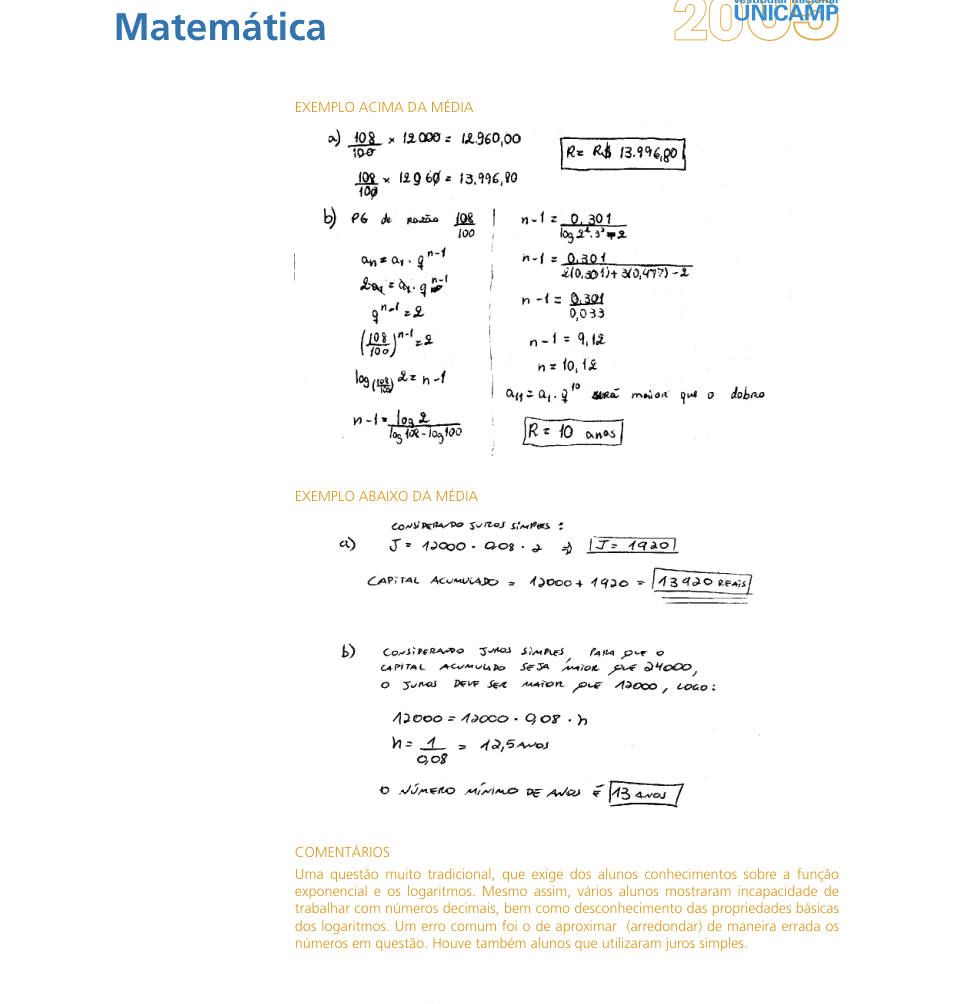 Matemática
vestibular nacional
2005
UNICAMP
EXEMPLO ACIMA DA MÉDIA
a) 108/100 × 12000 = 12.960,00
R = R$ 13.996,80
108/100 × 12960 = 13.996,80
b) PG de razão 108/100
an = a1 . q^n-1
2a1 = a1 . q^n-1
q^n-1 = 2
(108/100)^n-1 = 2
log(108/100) 2 = n-1
n-1 = log 2/log 108 - log 100
n-1 = 0,301/log 2² . 3³ - 2
n-1 = 0,301/2(0,301) + 3(0,477) - 2
n-1 = 0,301/0,033
n-1 = 9,12
n = 10,12
a11 = a1 . q^10 será maior que o dobro
R = 10 anos
EXEMPLO ABAIXO DA MÉDIA
CONSIDERANDO JUROS SIMPLES :
a) J = 12000 . 0,08 . 2 ⇒ J = 1920
CAPITAL ACUMULADO = 12000 + 1920 = 13920 REAIS
b) CONSIDERANDO JUROS SIMPLES, PARA QUE O
CAPITAL ACUMULADO SEJA MAIOR QUE 24000,
O JUROS DEVE SER MAIOR QUE 12000, LOGO:
12000 = 12000 . 0,08 . n
n = 1/0,08 = 12,5 ANOS
O NÚMERO MÍNIMO DE ANOS É 13 ANOS
COMENTÁRIOS
Uma questão muito tradicional, que exige dos alunos conhecimentos sobre a função
exponencial e os logaritmos. Mesmo assim, vários alunos mostraram incapacidade de
trabalhar com números decimais, bem como desconhecimento das propriedades básicas
dos logaritmos. Um erro comum foi o de aproximar (arredondar) de maneira errada os
números em questão. Houve também alunos que utilizaram juros simples.